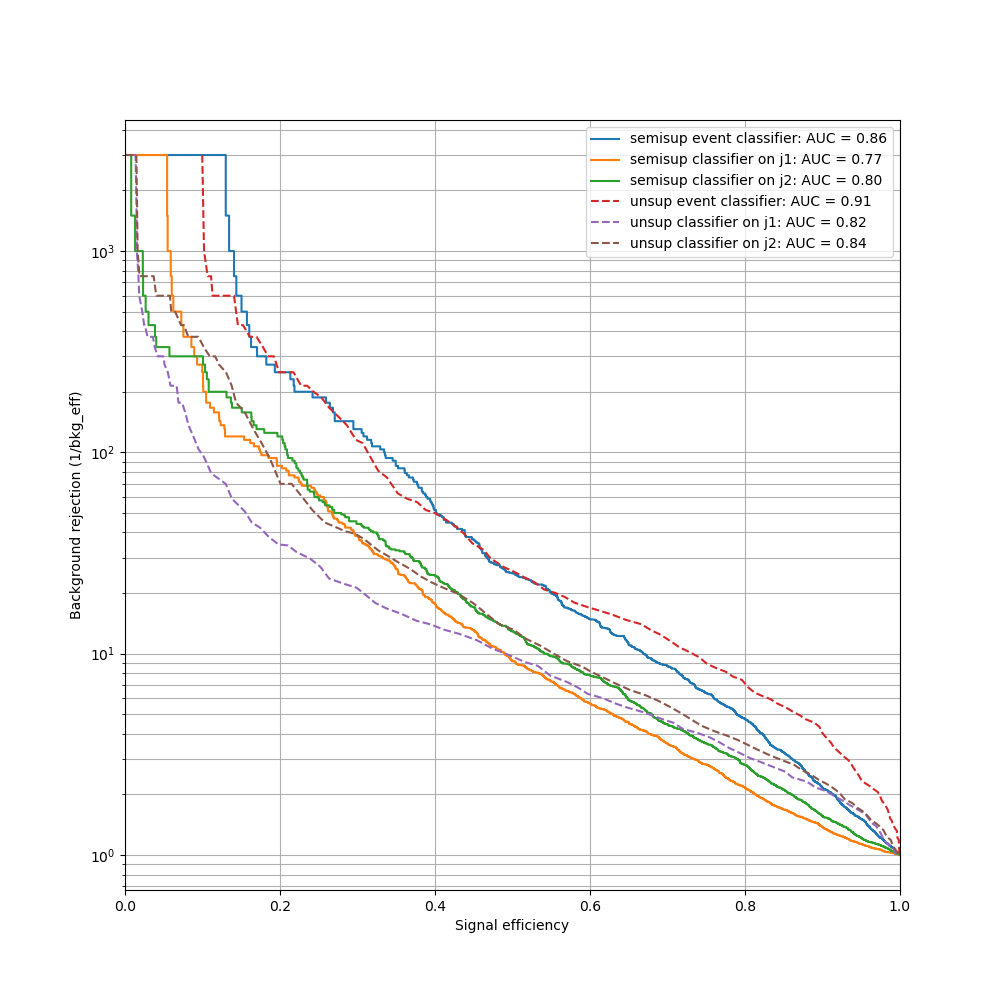 semisup event classifier: AUC = 0.86
semisup classifier on j1: AUC = 0.77
semisup classifier on j2: AUC = 0.80
unsup event classifier: AUC = 0.91
unsup classifier on j1: AUC = 0.82
unsup classifier on j2: AUC = 0.84
10³
10²
10¹
10⁰
Background rejection (1/bkg_eff)
0.0 0.2 0.4 0.6 0.8 1.0
Signal efficiency